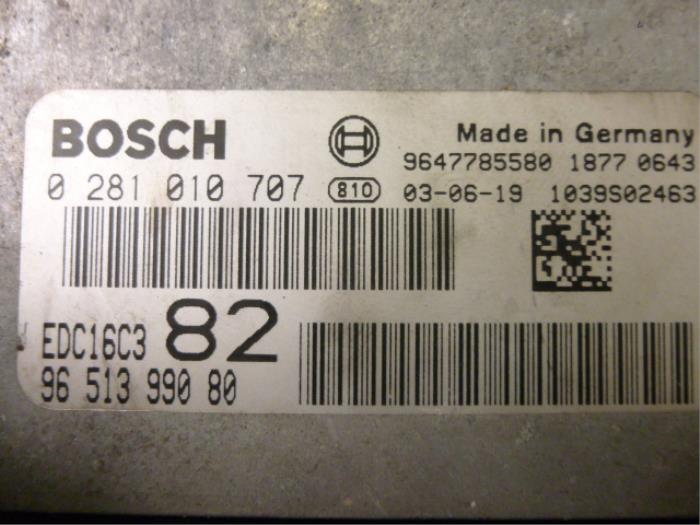 BOSCH
Made in Germany
9647785580 1877 0643
0 281 010 707 810 03-06-19 1039S02463
EDC16C3 82
96 513 990 80